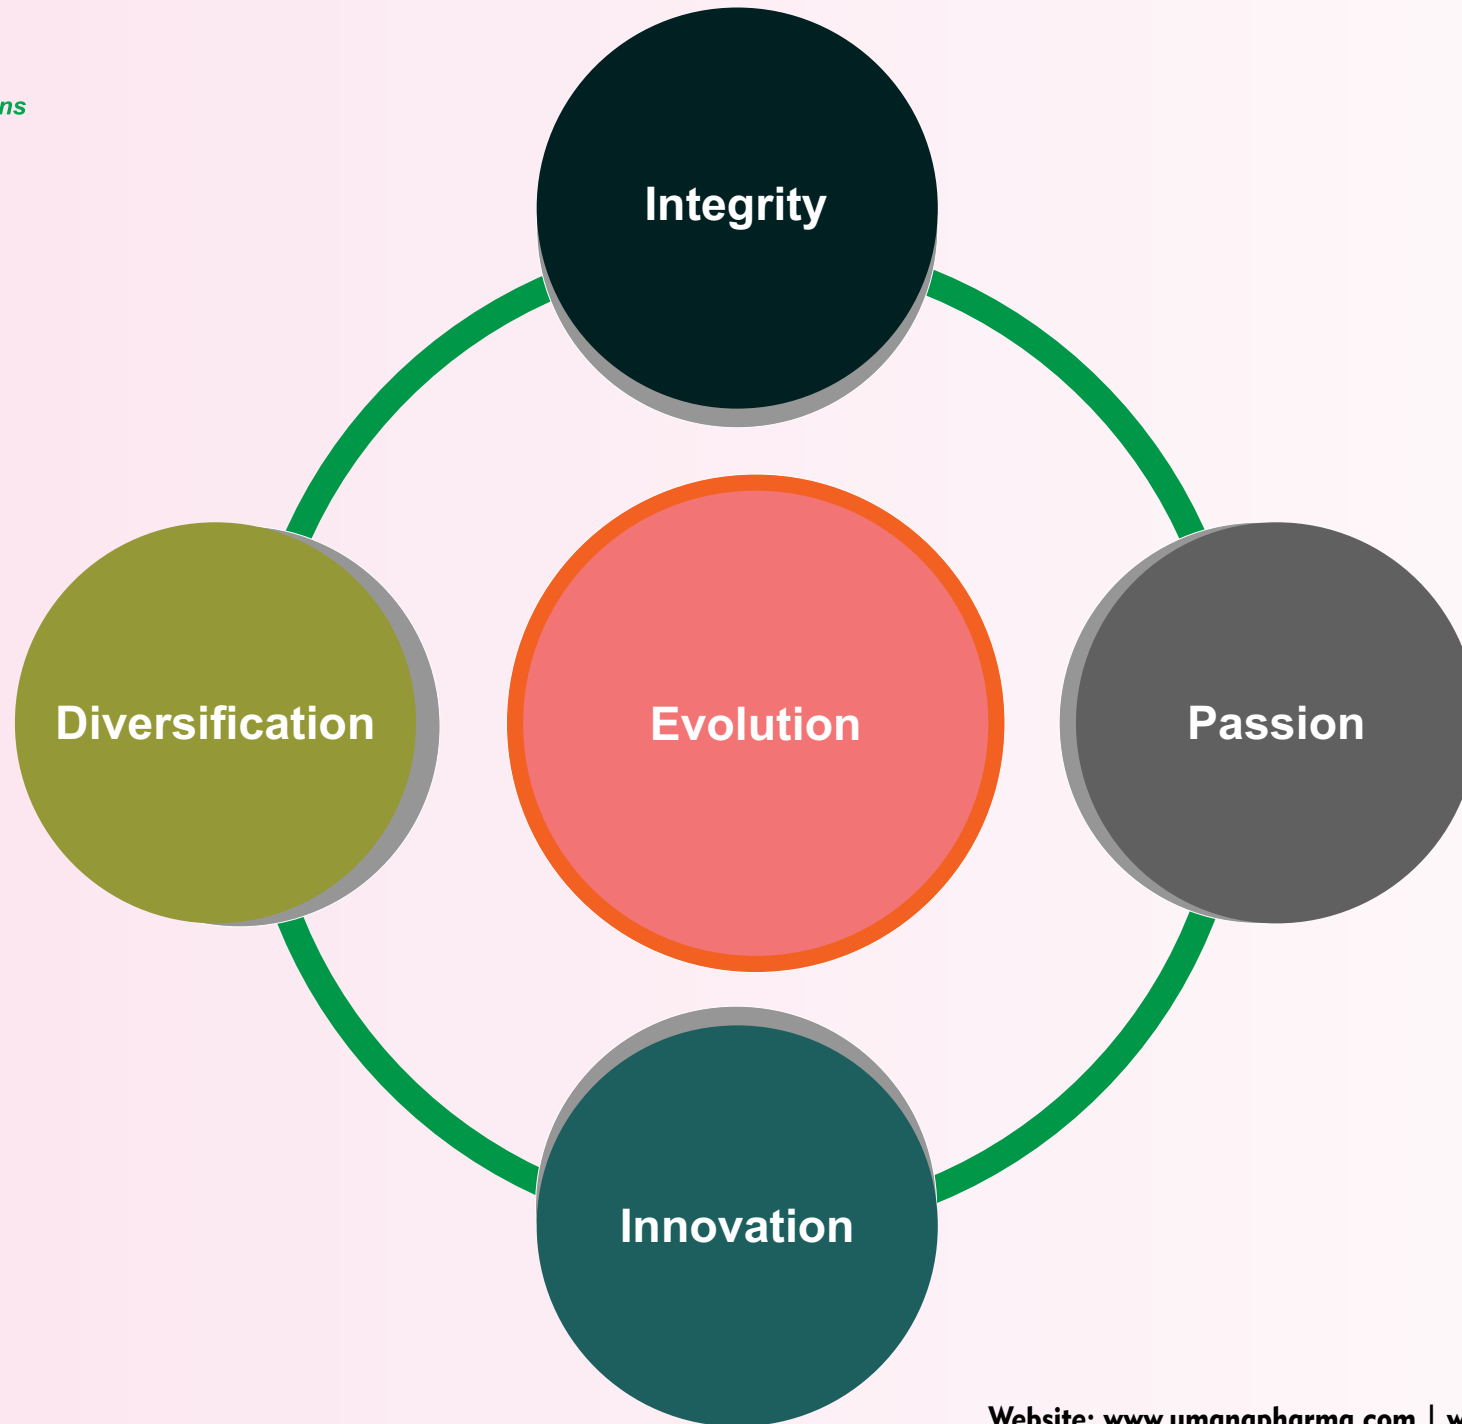 ns
Integrity
Diversification
Evolution
Passion
Innovation
Website: www.umanapharma.com | w